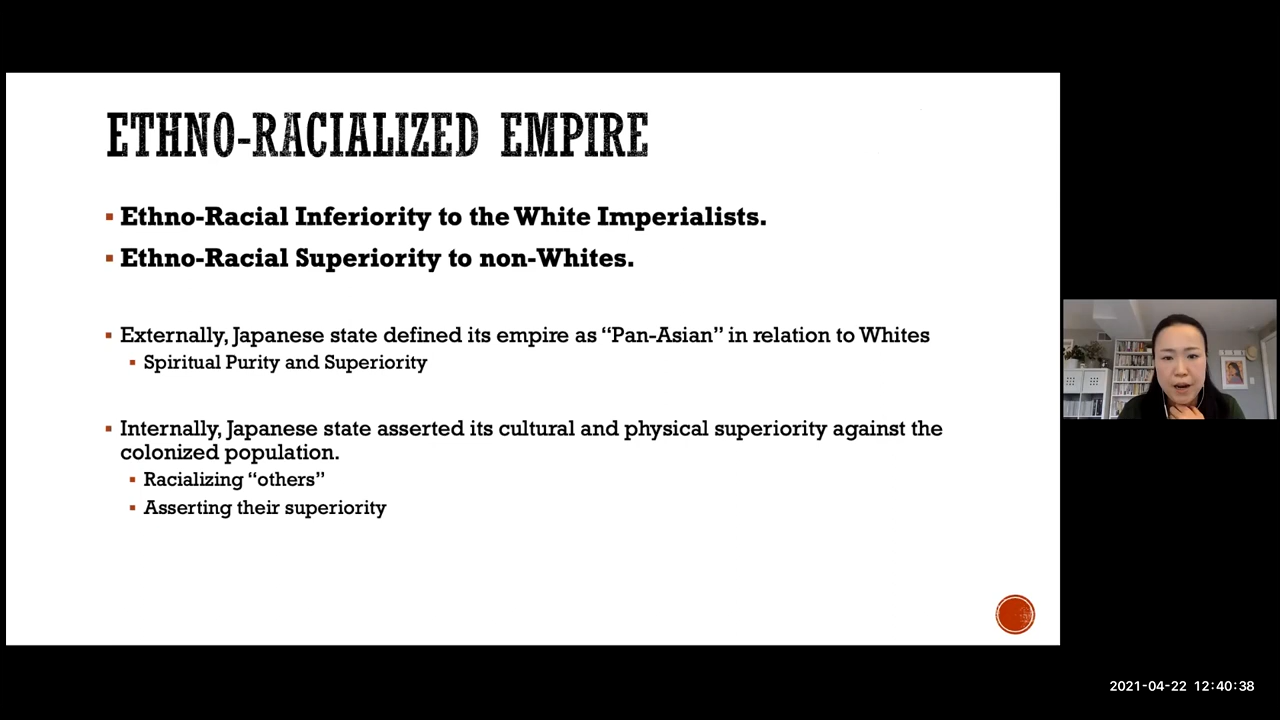 ETHNO-RACIALIZED EMPIRE
Ethno-Racial Inferiority to the White Imperialists.
Ethno-Racial Superiority to non-Whites.
Externally, Japanese state defined its empire as “Pan-Asian” in relation to Whites
Spiritual Purity and Superiority
Internally, Japanese state asserted its cultural and physical superiority against the
colonized population.
Racializing “others”
Asserting their superiority
2021-04-22 12:40:38